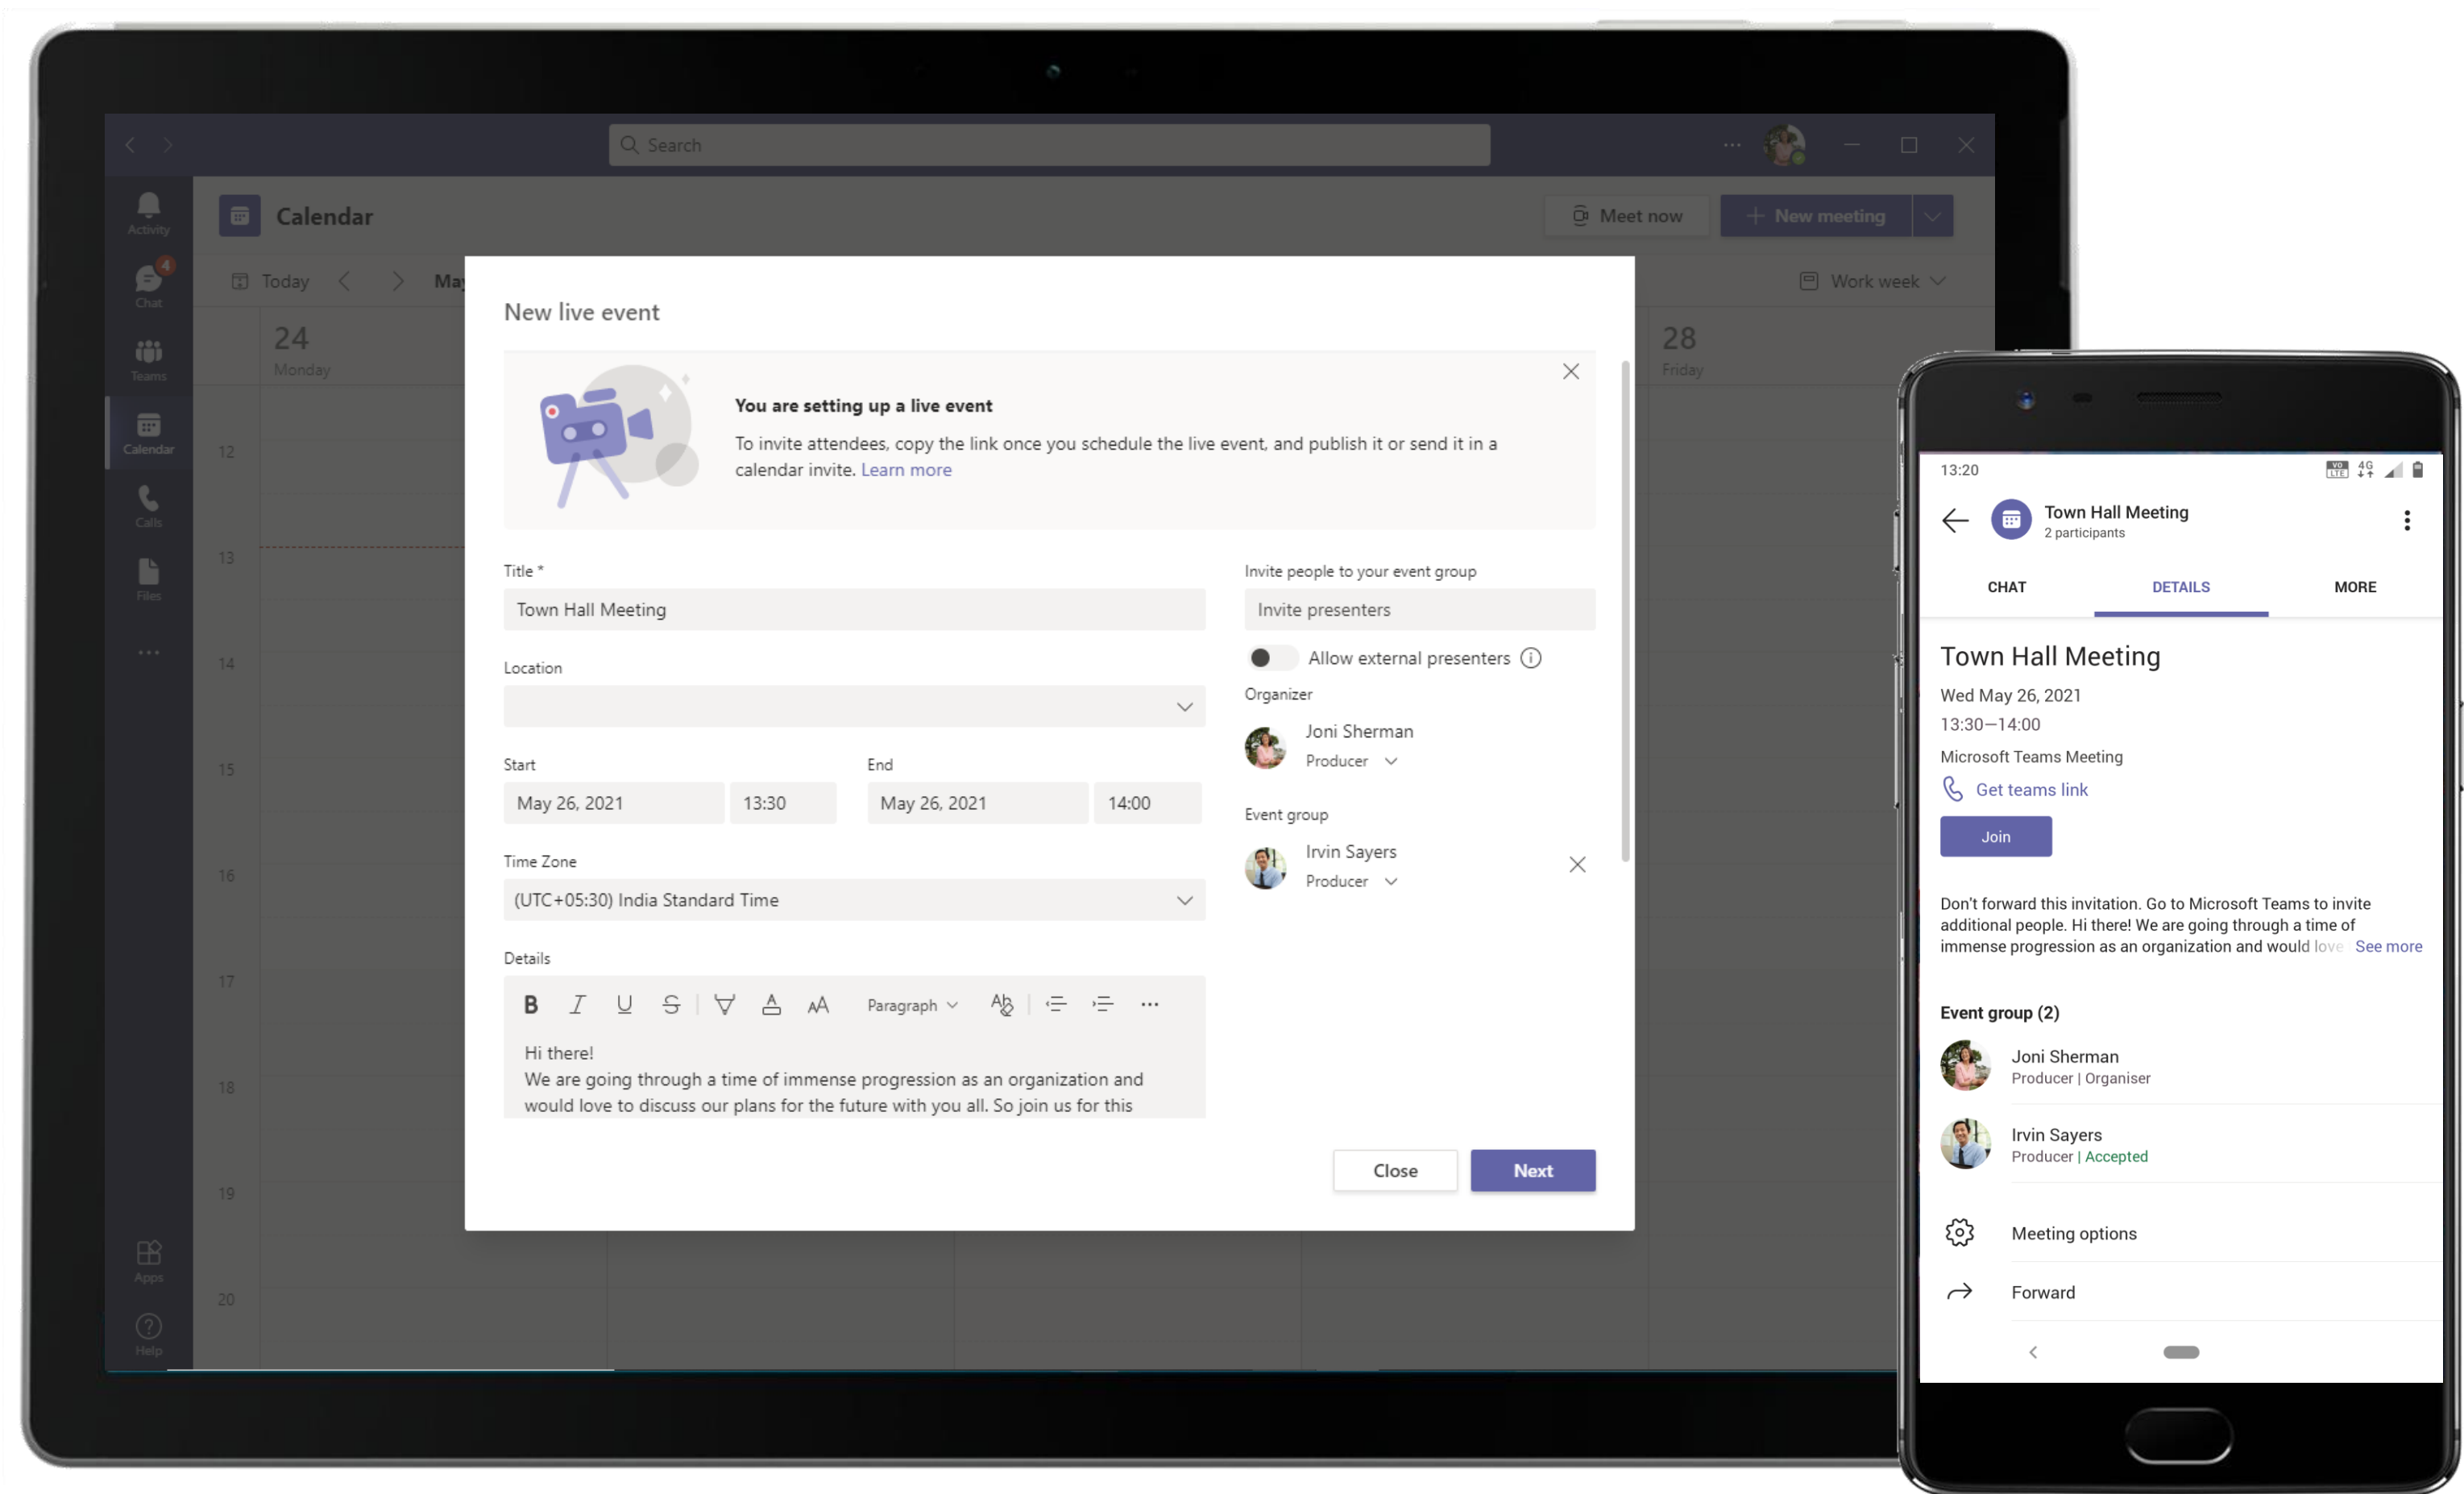 Search
Activity
Calendar
Meet now
New meeting
4
Chat
Today
May
Work week
Teams
24
Monday
28
Friday
Calendar
Calls
Files
Apps
Help
12
13
14
15
16
17
18
19
20
New live event
You are setting up a live event
To invite attendees, copy the link once you schedule the live event, and publish it or send it in a
calendar invite. Learn more
Title *
Town Hall Meeting
Location
Start
End
May 26, 2021
13:30
May 26, 2021
14:00
Time Zone
(UTC+05:30) India Standard Time
Details
B I U S A AA Paragraph Ab
Hi there!
We are going through a time of immense progression as an organization and
would love to discuss our plans for the future with you all. So join us for this
Invite people to your event group
Invite presenters
Allow external presenters
Organizer
Joni Sherman
Producer
Event group
Irvin Sayers
Producer
Close
Next
13:20
VO LTE 4G
Town Hall Meeting
2 participants
CHAT
DETAILS
MORE
Town Hall Meeting
Wed May 26, 2021
13:30—14:00
Microsoft Teams Meeting
Get teams link
Join
Don't forward this invitation. Go to Microsoft Teams to invite
additional people. Hi there! We are going through a time of
immense progression as an organization and would love See more
Event group (2)
Joni Sherman
Producer | Organiser
Irvin Sayers
Producer | Accepted
Meeting options
Forward